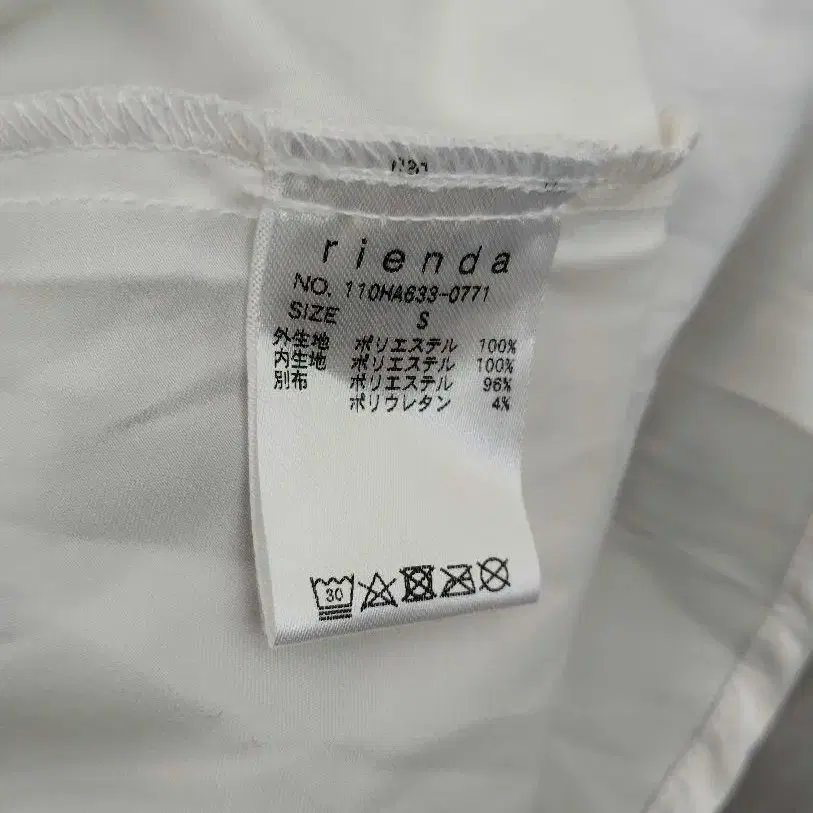 rienda
NO. 110HA633-0771
SIZE S
外生地 ポリエステル 100%
内生地 ポリエステル 100%
別布 ポリエステル 96%
ポリウレタン 4%
30